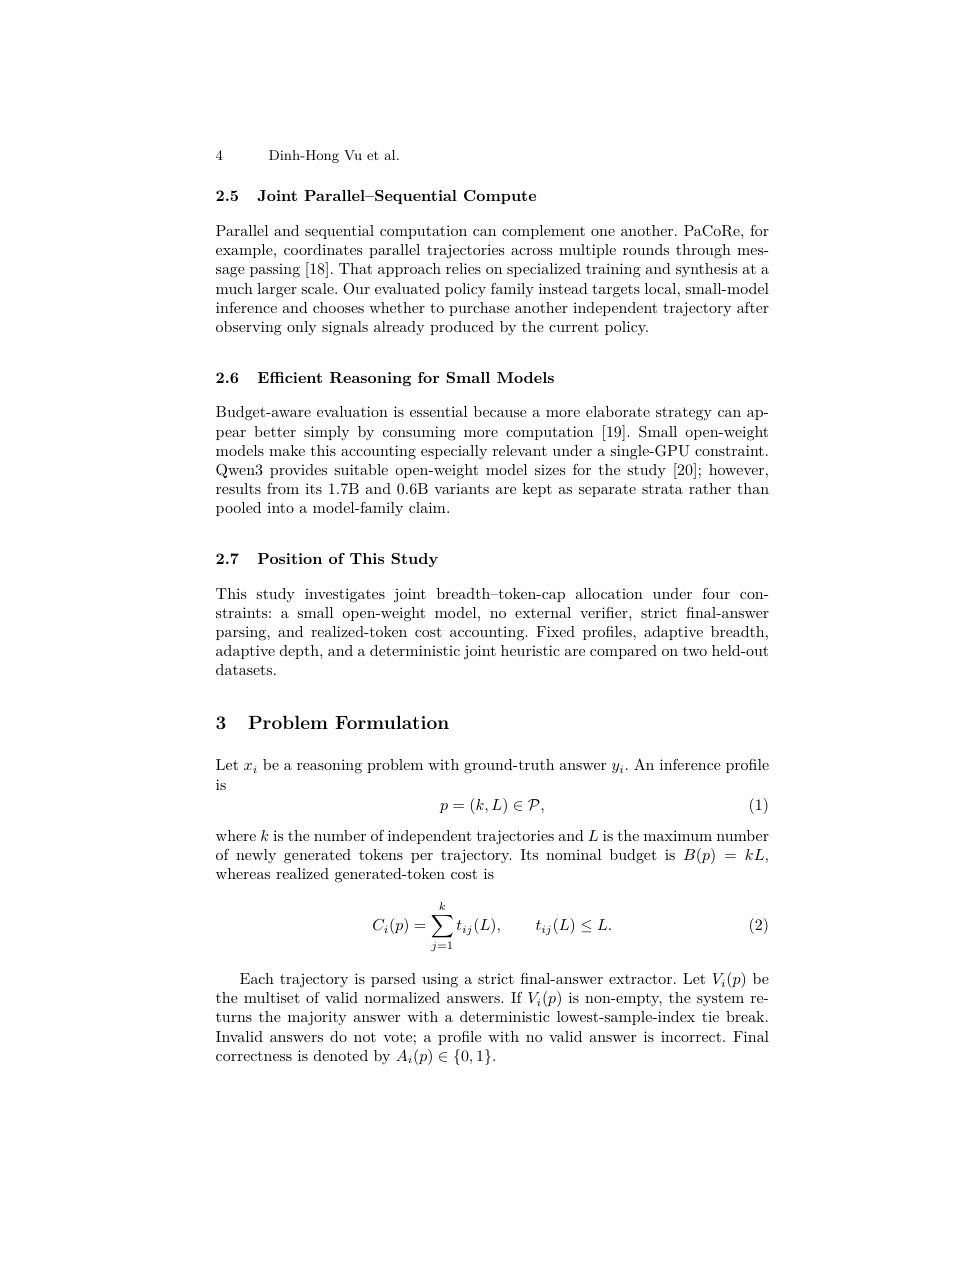 4 Dinh-Hong Vu et al.
2.5 Joint Parallel–Sequential Compute
Parallel and sequential computation can complement one another. PaCoRe, for
example, coordinates parallel trajectories across multiple rounds through mes-
sage passing [18]. That approach relies on specialized training and synthesis at a
much larger scale. Our evaluated policy family instead targets local, small-model
inference and chooses whether to purchase another independent trajectory after
observing only signals already produced by the current policy.
2.6 Efficient Reasoning for Small Models
Budget-aware evaluation is essential because a more elaborate strategy can ap-
pear better simply by consuming more computation [19]. Small open-weight
models make this accounting especially relevant under a single-GPU constraint.
Qwen3 provides suitable open-weight model sizes for the study [20]; however,
results from its 1.7B and 0.6B variants are kept as separate strata rather than
pooled into a model-family claim.
2.7 Position of This Study
This study investigates joint breadth–token-cap allocation under four con-
straints: a small open-weight model, no external verifier, strict final-answer
parsing, and realized-token cost accounting. Fixed profiles, adaptive breadth,
adaptive depth, and a deterministic joint heuristic are compared on two held-out
datasets.
3 Problem Formulation
Let x_i be a reasoning problem with ground-truth answer y_i. An inference profile
is
p = (k, L) ∈ 𝒫, (1)
where k is the number of independent trajectories and L is the maximum number
of newly generated tokens per trajectory. Its nominal budget is B(p) = kL,
whereas realized generated-token cost is
C_i(p) = ∑_{j=1}^{k} t_{ij}(L), t_{ij}(L) ≤ L. (2)
Each trajectory is parsed using a strict final-answer extractor. Let V_i(p) be
the multiset of valid normalized answers. If V_i(p) is non-empty, the system re-
turns the majority answer with a deterministic lowest-sample-index tie break.
Invalid answers do not vote; a profile with no valid answer is incorrect. Final
correctness is denoted by A_i(p) ∈ {0, 1}.